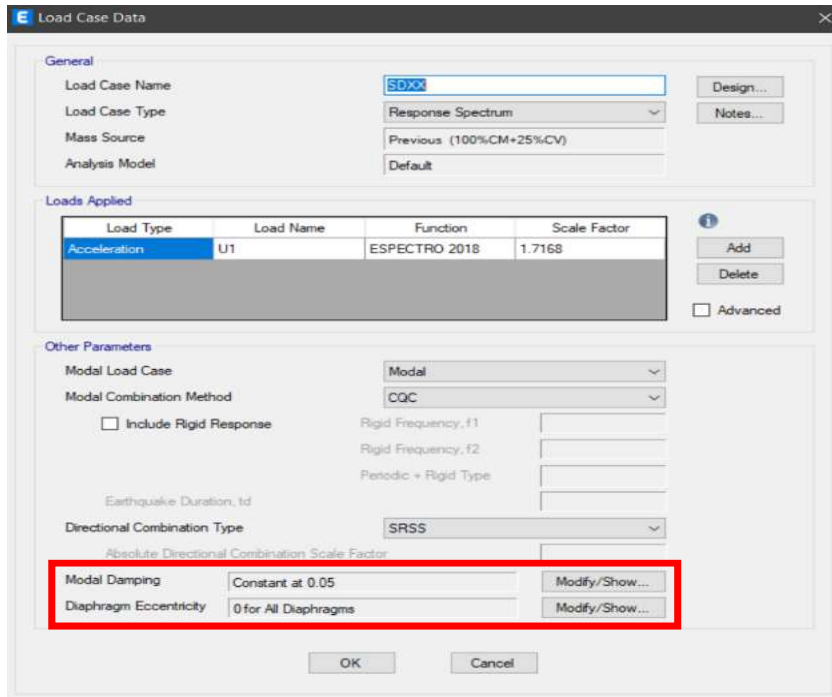 E Load Case Data
General
Load Case Name SDXX Design...
Load Case Type Response Spectrum Notes...
Mass Source Previous (100%CM+25%CV)
Analysis Model Default
Loads Applied
Load Type Load Name Function Scale Factor
Acceleration U1 ESPECTRO 2018 1.7168 Add
Delete
Advanced
Other Parameters
Modal Load Case Modal
Modal Combination Method CQC
Include Rigid Response Rigid Frequency, f1
Rigid Frequency, f2
Periodic + Rigid Type
Earthquake Duration, td
Directional Combination Type SRSS
Absolute Directional Combination Scale Factor
Modal Damping Constant at 0.05 Modify/Show...
Diaphragm Eccentricity 0 for All Diaphragms Modify/Show...
OK Cancel